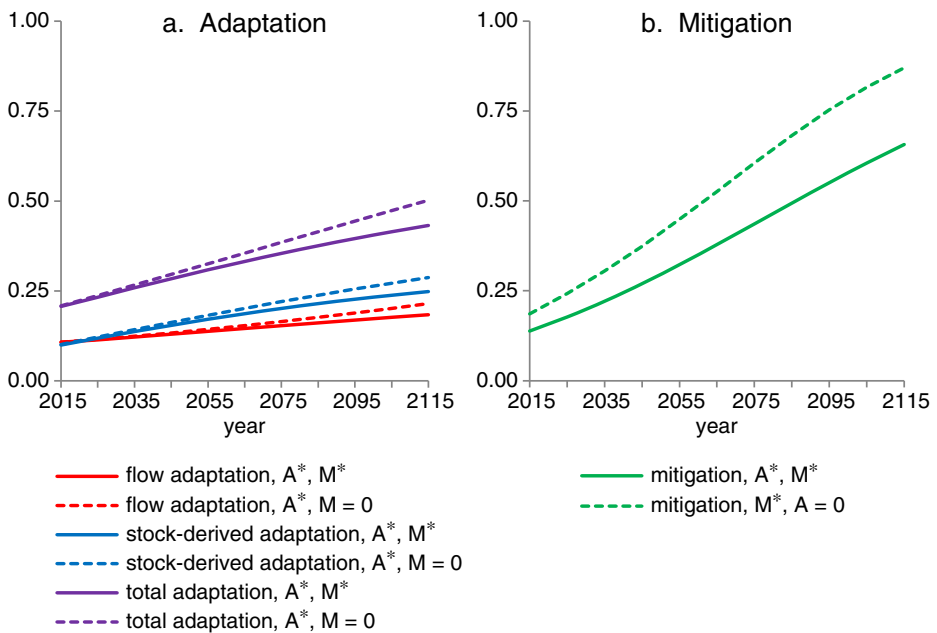 a. Adaptation
1.00
0.75
0.50
0.25
0.00
2015 2035 2055 2075 2095 2115
year
flow adaptation, A*, M*
flow adaptation, A*, M = 0
stock-derived adaptation, A*, M*
stock-derived adaptation, A*, M = 0
total adaptation, A*, M*
total adaptation, A*, M = 0
b. Mitigation
1.00
0.75
0.50
0.25
0.00
2015 2035 2055 2075 2095 2115
year
mitigation, A*, M*
mitigation, M*, A = 0